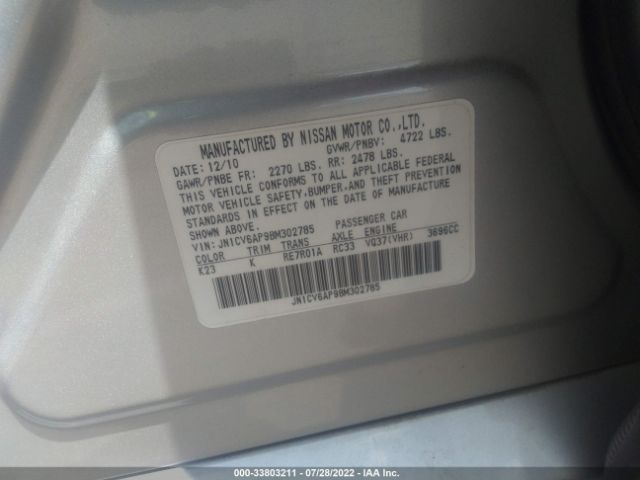 MANUFACTURED BY NISSAN MOTOR CO.,LTD.
DATE: 12/10 GVWR/PNBV: 4722 LBS.
GAWR/PNBE FR: 2270 LBS. RR: 2478 LBS.
THIS VEHICLE CONFORMS TO ALL APPLICABLE FEDERAL
MOTOR VEHICLE SAFETY,BUMPER,AND THEFT PREVENTION
STANDARDS IN EFFECT ON THE DATE OF MANUFACTURE
SHOWN ABOVE.
VIN: JN1CV6AP9BM302785 PASSENGER CAR
COLOR TRIM TRANS AXLE ENGINE
K23 K RE7R01A RC33 VQ37(VHR) 3696CC
JN1CV6AP9BM302785
000-33803211 - 07/28/2022 - IAA Inc.